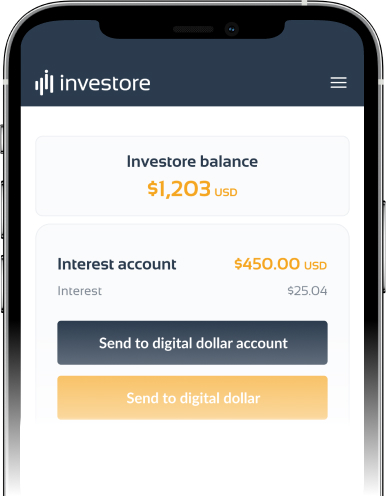 investore
Investore balance
$1,203 USD
Interest account $450.00 USD
Interest $25.04
Send to digital dollar account
Send to digital dollar